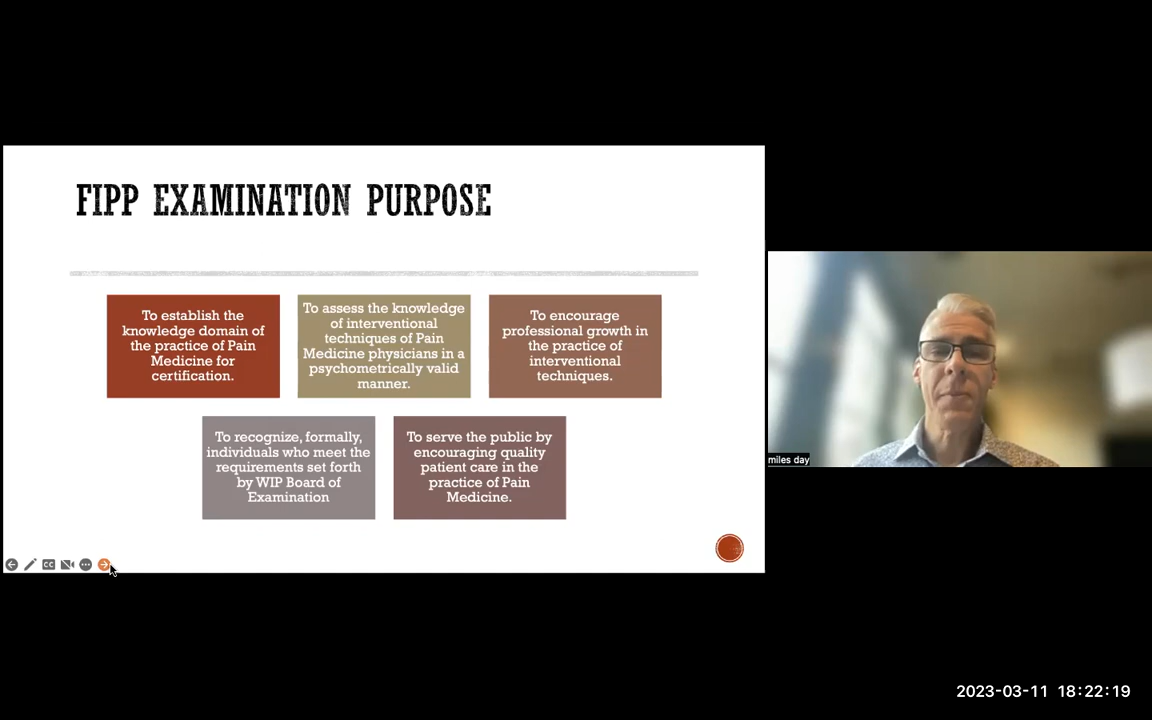 FIPP EXAMINATION PURPOSE
To establish the
knowledge domain of
the practice of Pain
Medicine for
certification.
To assess the knowledge
of interventional
techniques of Pain
Medicine physicians in a
psychometrically valid
manner.
To encourage
professional growth in
the practice of
interventional
techniques.
To recognize, formally,
individuals who meet the
requirements set forth
by WIP Board of
Examination
To serve the public by
encouraging quality
patient care in the
practice of Pain
Medicine.
CC
miles day
2023-03-11 18:22:19